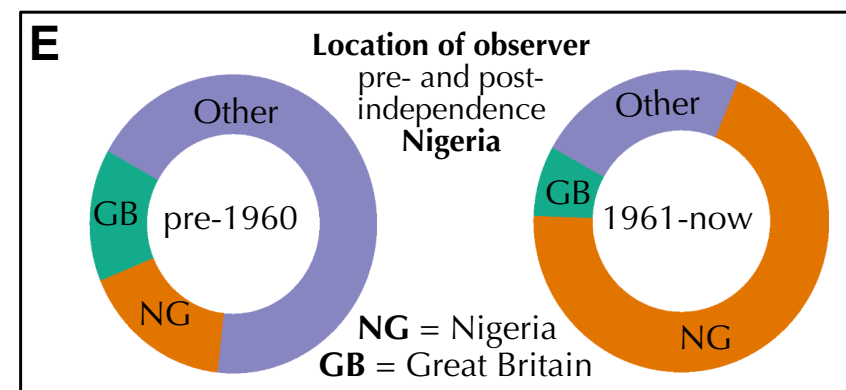 E
Location of observer
pre- and post-
independence
Nigeria
Other
GB
pre-1960
NG
Other
GB
1961-now
NG
NG = Nigeria
GB = Great Britain